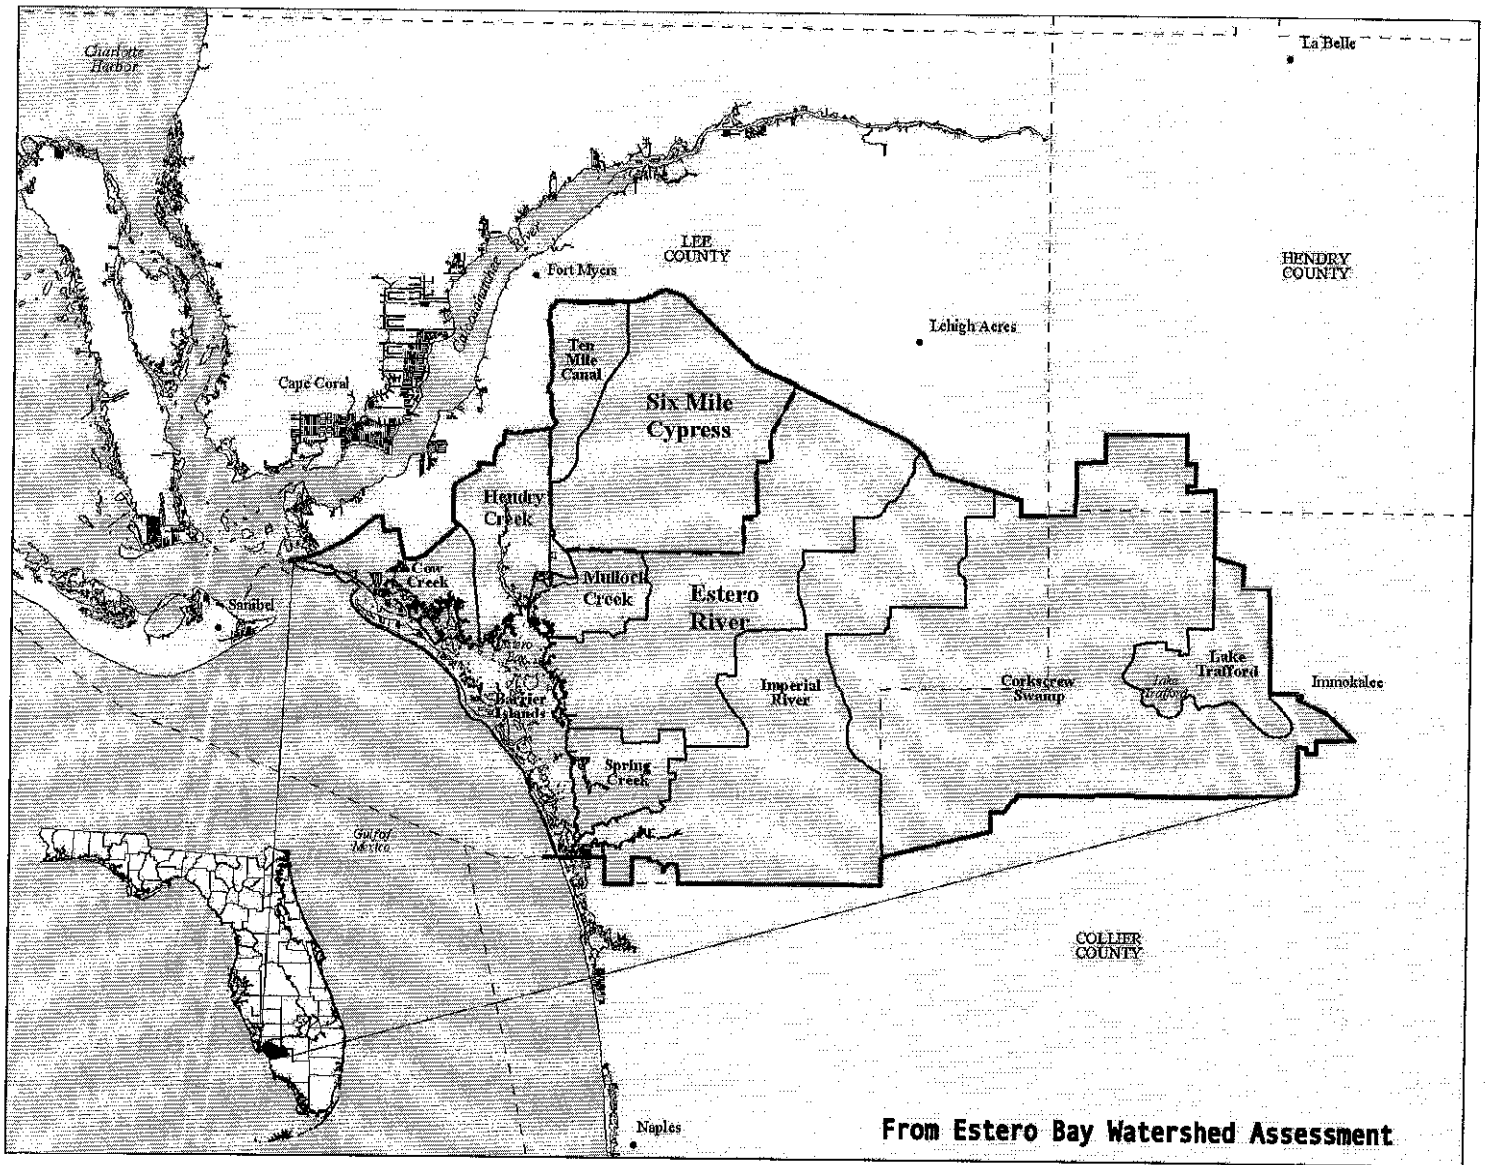 Charlotte
Harbor
La Belle
LEE
COUNTY
HENDRY
COUNTY
Caloosahatchee River
Fort Myers
Lehigh Acres
Ten
Mile
Canal
Cape Coral
Six Mile
Cypress
Hendry
Creek
Cow
Creek
Mullock
Creek
Estero
River
Sanibel
Barrier
Islands
Imperial
River
Corkscrew
Swamp
Lake
Trafford
Lake
Trafford
Immokalee
Spring
Creek
Gulf of
Mexico
COLLIER
COUNTY
Naples
From Estero Bay Watershed Assessment